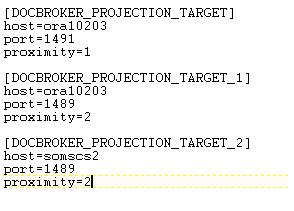 [DOCBROKER_PROJECTION_TARGET]
host=ora10203
port=1491
proximity=1
[DOCBROKER_PROJECTION_TARGET_1]
host=ora10203
port=1489
proximity=2
[DOCBROKER_PROJECTION_TARGET_2]
host=somscs2
port=1489
proximity=2